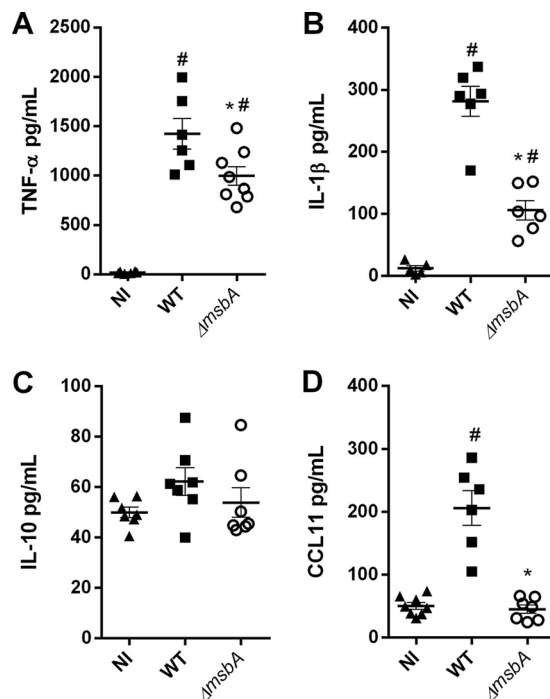 A
TNF-α pg/mL
2500
2000
1500
1000
500
0
#
* #
NI
WT
ΔmsbA
B
IL-1β pg/mL
400
300
200
100
0
#
* #
NI
WT
ΔmsbA
C
IL-10 pg/mL
100
80
60
40
20
0
NI
WT
ΔmsbA
D
CCL11 pg/mL
400
300
200
100
0
#
*
NI
WT
ΔmsbA